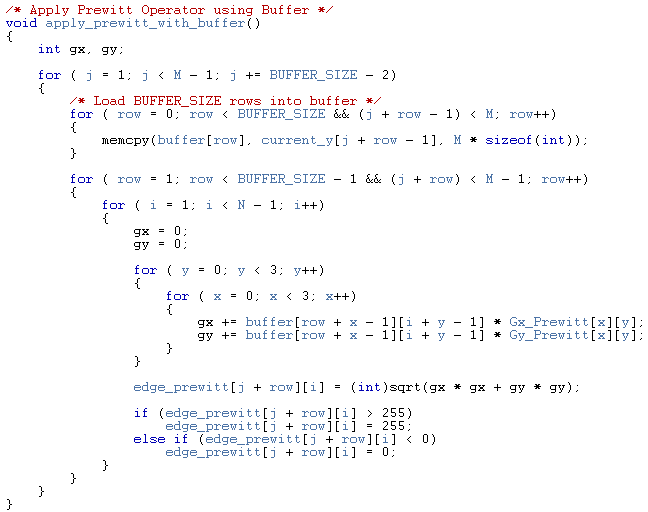 /* Apply Prewitt Operator using Buffer */
void apply_prewitt_with_buffer()
{
    int gx, gy;

    for ( j = 1; j < M - 1; j += BUFFER_SIZE - 2)
    {
        /* Load BUFFER_SIZE rows into buffer */
        for ( row = 0; row < BUFFER_SIZE && (j + row - 1) < M; row++)
        {
            memcpy(buffer[row], current_y[j + row - 1], M * sizeof(int));
        }

        for ( row = 1; row < BUFFER_SIZE - 1 && (j + row) < M - 1; row++)
        {
            for ( i = 1; i < N - 1; i++)
            {
                gx = 0;
                gy = 0;

                for ( y = 0; y < 3; y++)
                {
                    for ( x = 0; x < 3; x++)
                    {
                        gx += buffer[row + x - 1][i + y - 1] * Gx_Prewitt[x][y];
                        gy += buffer[row + x - 1][i + y - 1] * Gy_Prewitt[x][y];
                    }
                }

                edge_prewitt[j + row][i] = (int)sqrt(gx * gx + gy * gy);

                if (edge_prewitt[j + row][i] > 255)
                    edge_prewitt[j + row][i] = 255;
                else if (edge_prewitt[j + row][i] < 0)
                    edge_prewitt[j + row][i] = 0;
            }
        }
    }
}